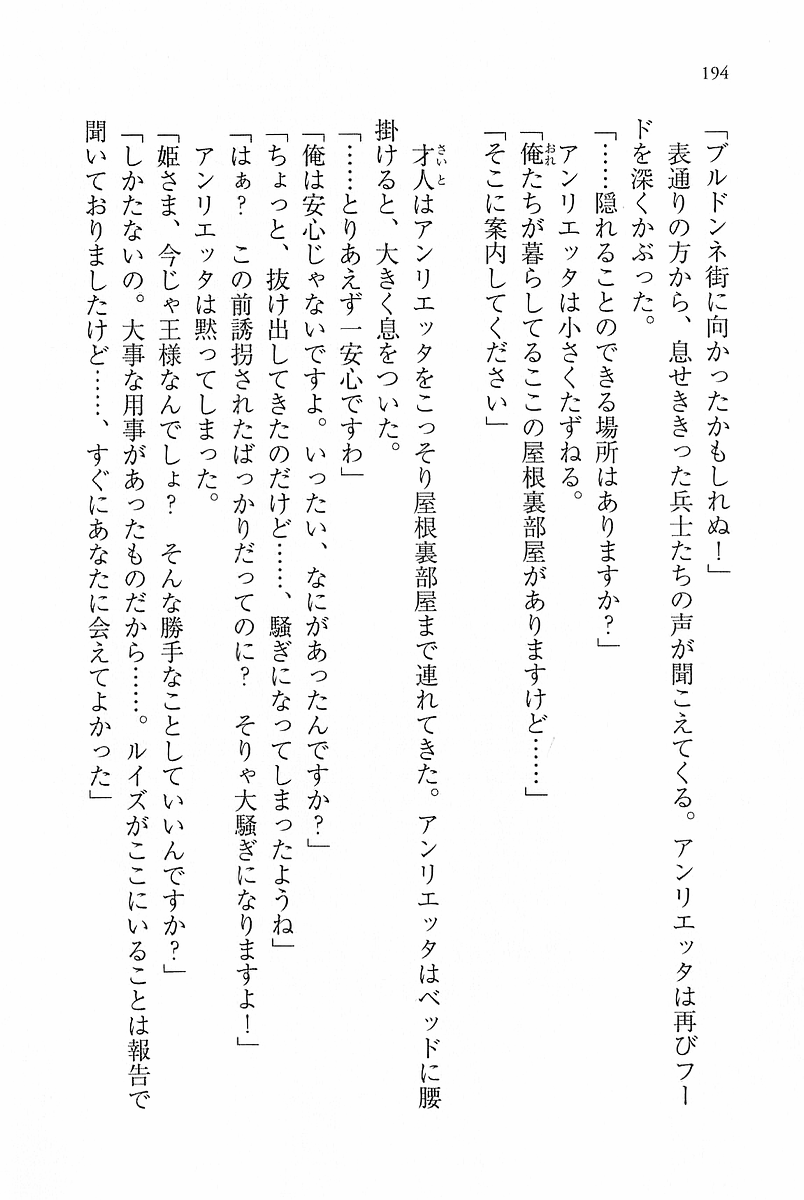 194
「ブルドンネ街に向かったかもしれぬ！」
表通りの方から、息せききった兵士たちの声が聞こえてくる。アンリエッタは再びフー
ドを深くかぶった。
「……隠れることのできる場所はありますか？」
アンリエッタは小さくたずねる。
「俺たちが暮らしてるここの屋根裏部屋がありますけど……」
「そこに案内してください」
才人はアンリエッタをこっそり屋根裏部屋まで連れてきた。アンリエッタはベッドに腰
掛けると、大きく息をついた。
「……とりあえず一安心ですわ」
「俺は安心じゃないですよ。いったい、なにがあったんですか？」
「ちょっと、抜け出してきたのだけど……、騒ぎになってしまったようね」
「はぁ？　この前誘拐されたばっかりだってのに？　そりゃ大騒ぎになりますよ！」
アンリエッタは黙ってしまった。
「姫さま、今じゃ王様なんでしょ？　そんな勝手なことしていいんですか？」
「しかたないの。大事な用事があったものだから……。ルイズがここにいることは報告で
聞いておりましたけど……、すぐにあなたに会えてよかった」